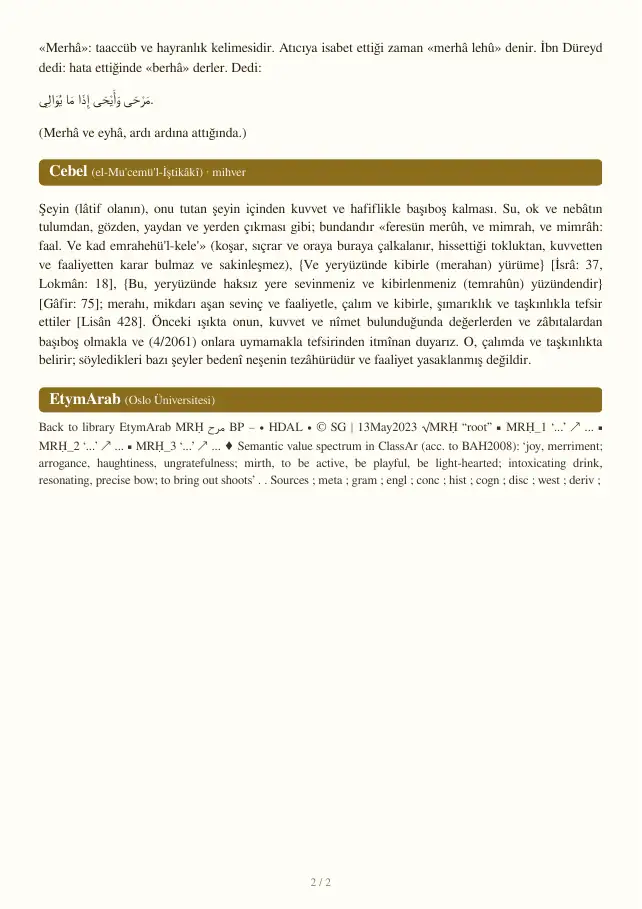 «Merhâ»: taaccüb ve hayranlık kelimesidir. Atıcıya isabet ettiği zaman «merhâ lehû» denir. İbn Düreyd
dedi: hata ettiğinde «berhâ» derler. Dedi:
مَرْحَى وَأَيْحَى إِذَا مَا يُوَالِي.
(Merhâ ve eyhâ, ardı ardına attığında.)
Cebel (el-Mu'cemü'l-İştikâkî) · mihver
Şeyin (lâtif olanın), onu tutan şeyin içinden kuvvet ve hafiflikle başıboş kalması. Su, ok ve nebâtın
tulumdan, gözden, yaydan ve yerden çıkması gibi; bundandır «feresün merûh, ve mimrah, ve mimrâh:
faal. Ve kad emrahehü'l-kele'» (koşar, sıçrar ve oraya buraya çalkalanır, hissettiği tokluktan, kuvvetten
ve faaliyetten karar bulmaz ve sakinleşmez), {Ve yeryüzünde kibirle (merahan) yürüme} [İsrâ: 37,
Lokmân: 18], {Bu, yeryüzünde haksız yere sevinmeniz ve kibirlenmeniz (temrahûn) yüzündendir}
[Gâfir: 75]; merahı, mikdarı aşan sevinç ve faaliyetle, çalım ve kibirle, şımarıklık ve taşkınlıkla tefsir
ettiler [Lisân 428]. Önceki ışıkta onun, kuvvet ve nîmet bulunduğunda değerlerden ve zâbıtalardan
başıboş olmakla ve (4/2061) onlara uymamakla tefsirinden itmînan duyarız. O, çalımda ve taşkınlıkta
belirir; söyledikleri bazı şeyler bedenî neşenin tezâhürüdür ve faaliyet yasaklanmış değildir.
EtymArab (Oslo Üniversitesi)
Back to library EtymArab MRḤ مرح BP – • HDAL • © SG | 13May2023 √MRḤ “root” ▪ MRḤ_1 ‘...’ ↗ ... ▪
MRḤ_2 ‘...’ ↗ ... ▪ MRḤ_3 ‘...’ ↗ ... ♦ Semantic value spectrum in ClassAr (acc. to BAH2008): ‘joy, merriment;
arrogance, haughtiness, ungratefulness; mirth, to be active, be playful, be light-hearted; intoxicating drink,
resonating, precise bow; to bring out shoots’ . . Sources ; meta ; gram ; engl ; conc ; hist ; cogn ; disc ; west ; deriv ;
2 / 2